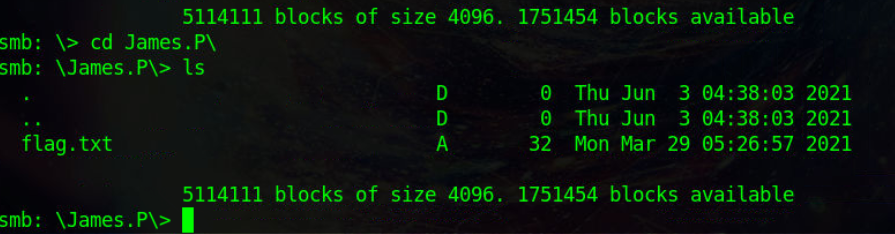 5114111 blocks of size 4096. 1751454 blocks available
smb: \> cd James.P\
smb: \James.P\> ls
. D 0 Thu Jun 3 04:38:03 2021
.. D 0 Thu Jun 3 04:38:03 2021
flag.txt A 32 Mon Mar 29 05:26:57 2021
5114111 blocks of size 4096. 1751454 blocks available
smb: \James.P\>